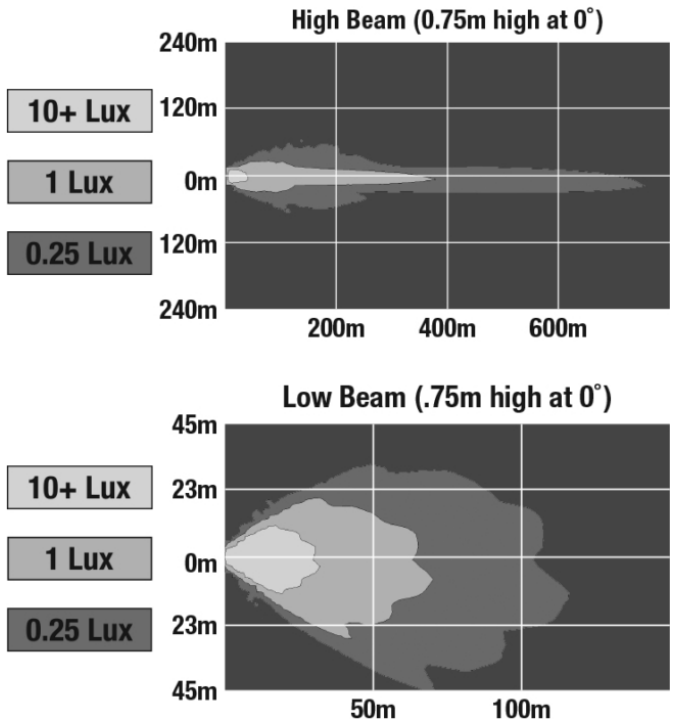 High Beam (0.75m high at 0˚)
240m
10+ Lux
120m
1 Lux
0m
0.25 Lux
120m
240m
200m
400m
600m
Low Beam (.75m high at 0˚)
45m
10+ Lux
23m
1 Lux
0m
0.25 Lux
23m
45m
50m
100m